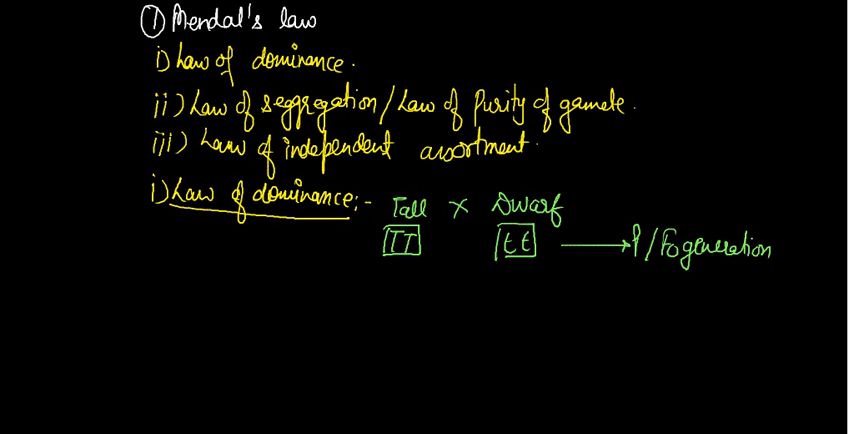 ① Mendal's law
i) Law of dominance.
ii) Law of seggregation / Law of Purity of gamete.
iii) Law of independent assortment.
i) Law of dominance :- Tall × Dwarf
TT tt → P / F0 generation